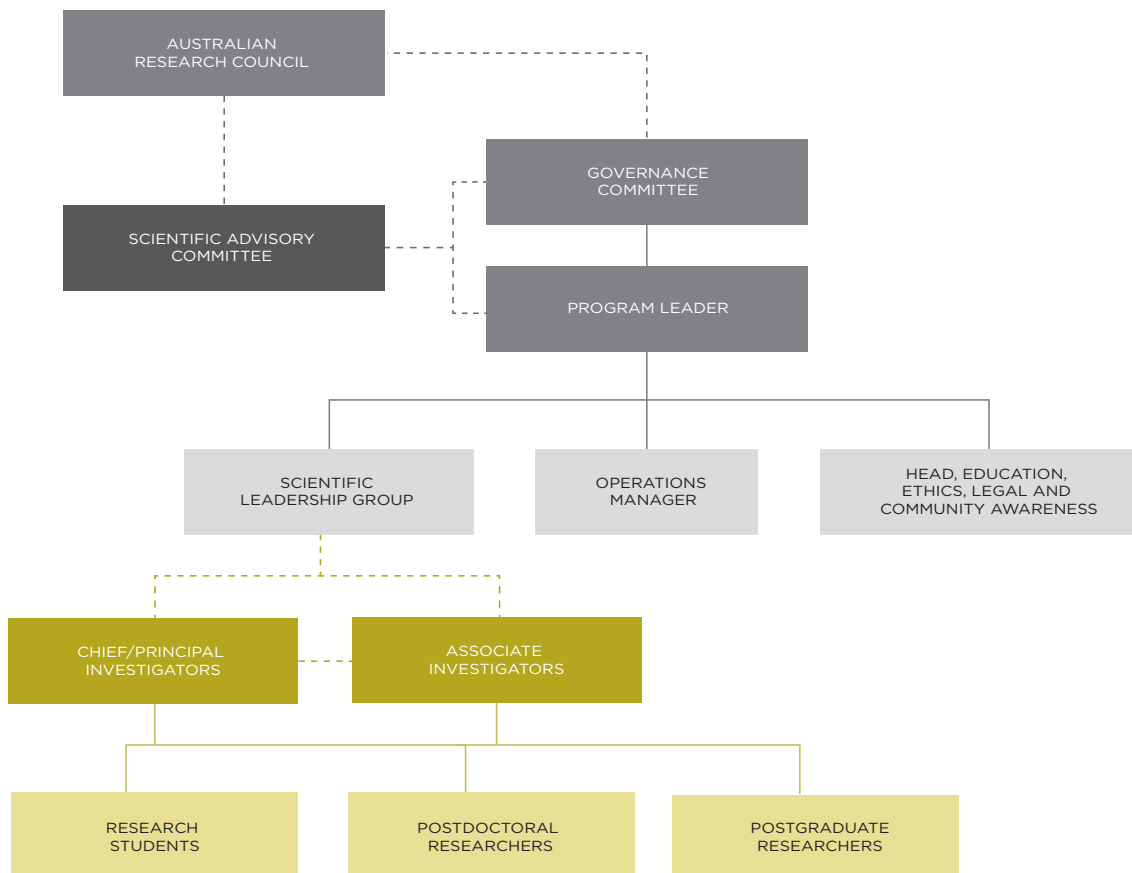 AUSTRALIAN
RESEARCH COUNCIL
GOVERNANCE
COMMITTEE
SCIENTIFIC ADVISORY
COMMITTEE
PROGRAM LEADER
SCIENTIFIC
LEADERSHIP GROUP
OPERATIONS
MANAGER
HEAD, EDUCATION,
ETHICS, LEGAL AND
COMMUNITY AWARENESS
CHIEF/PRINCIPAL
INVESTIGATORS
ASSOCIATE
INVESTIGATORS
RESEARCH
STUDENTS
POSTDOCTORAL
RESEARCHERS
POSTGRADUATE
RESEARCHERS